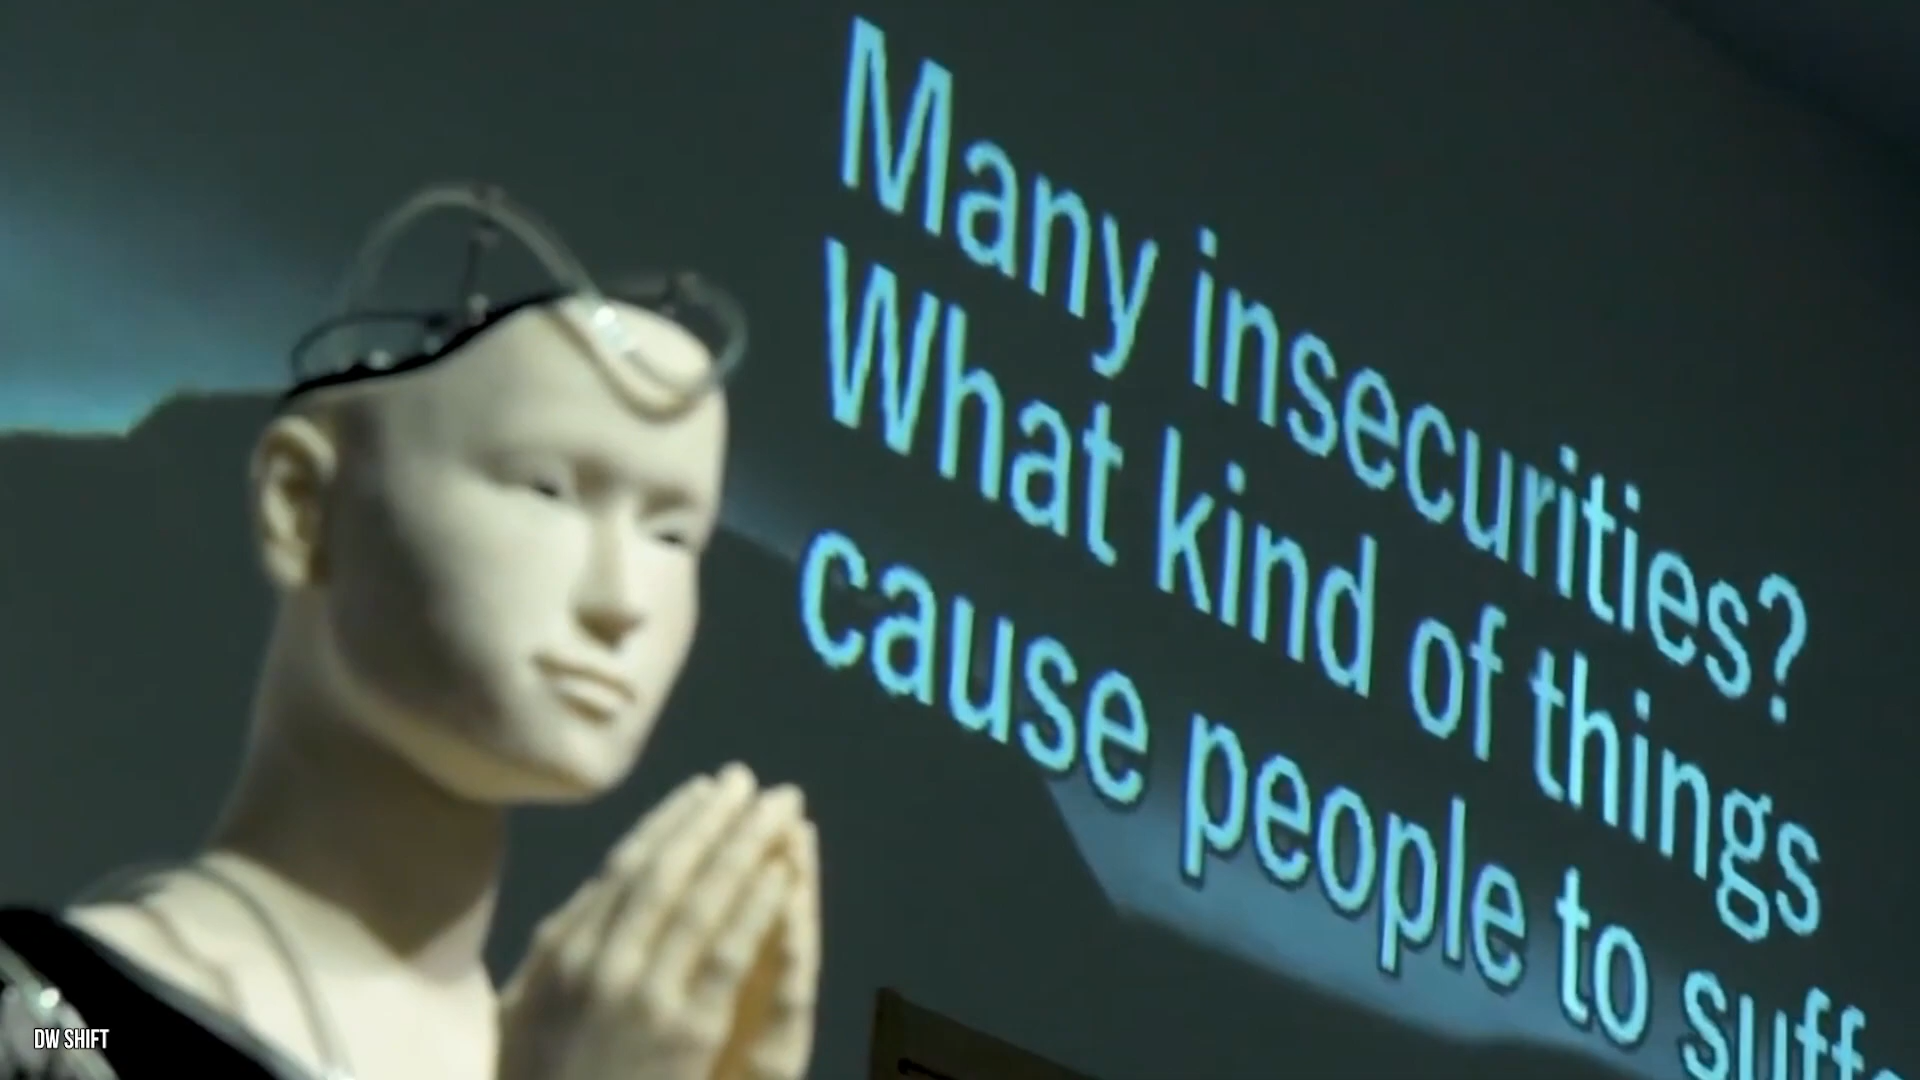 Many insecurities?
What kind of things
cause people to
DW SHIFT